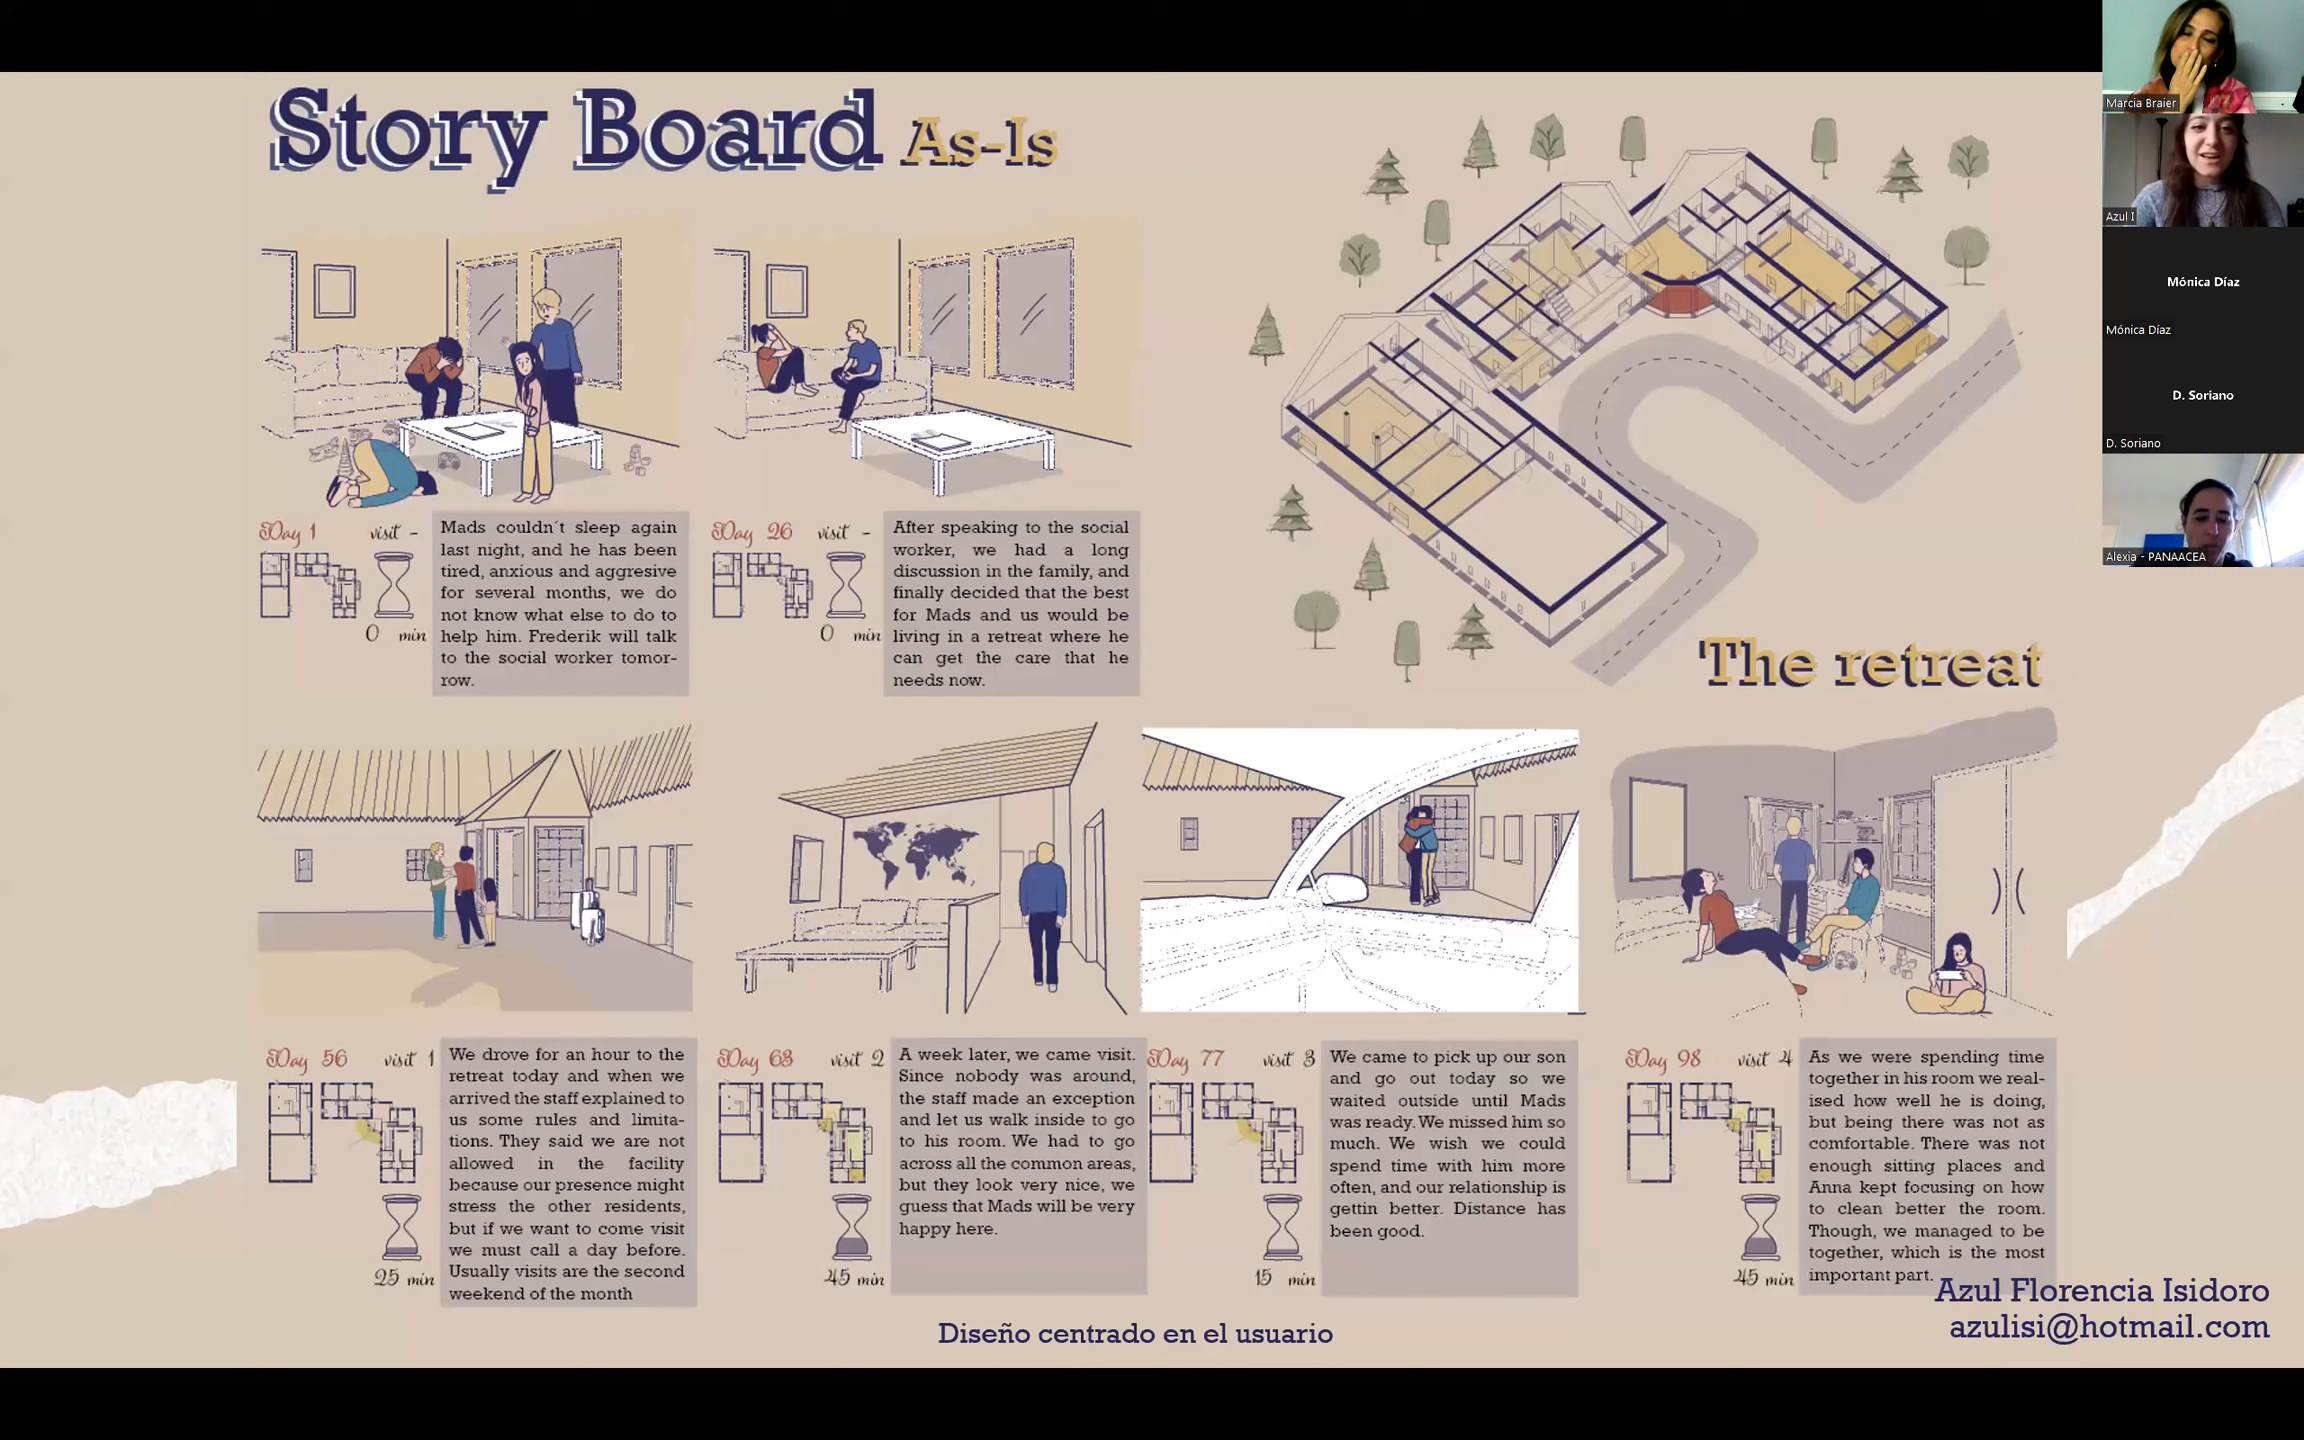 Story Board As-Is
Day 1 visit -
0 min
Mads couldn´t sleep again
last night, and he has been
tired, anxious and aggresive
for several months, we do
not know what else to do to
help him. Frederik will talk
to the social worker tomor-
row.
Day 26 visit -
0 min
After speaking to the social
worker, we had a long
discussion in the family, and
finally decided that the best
for Mads and us would be
living in a retreat where he
can get the care that he
needs now.
The retreat
Day 56 visit 1
25 min
We drove for an hour to the
retreat today and when we
arrived the staff explained to
us some rules and limita-
tions. They said we are not
allowed in the facility
because our presence might
stress the other residents,
but if we want to come visit
we must call a day before.
Usually visits are the second
weekend of the month
Day 63 visit 2
45 min
A week later, we came visit.
Since nobody was around,
the staff made an exception
and let us walk inside to go
to his room. We had to go
across all the common areas,
but they look very nice, we
guess that Mads will be very
happy here.
Day 77 visit 3
15 min
We came to pick up our son
and go out today so we
waited outside until Mads
was ready. We missed him so
much. We wish we could
spend time with him more
often, and our relationship is
gettin better. Distance has
been good.
Day 98 visit 4
45 min
As we were spending time
together in his room we real-
ised how well he is doing,
but being there was not as
comfortable. There was not
enough sitting places and
Anna kept focusing on how
to clean better the room.
Though, we managed to be
together, which is the most
important part.
Azul Florencia Isidoro
azulisi@hotmail.com
Diseño centrado en el usuario
Marcia Braier
Azul I
Mónica Díaz
Mónica Díaz
D. Soriano
D. Soriano
Alexia - PANAACEA